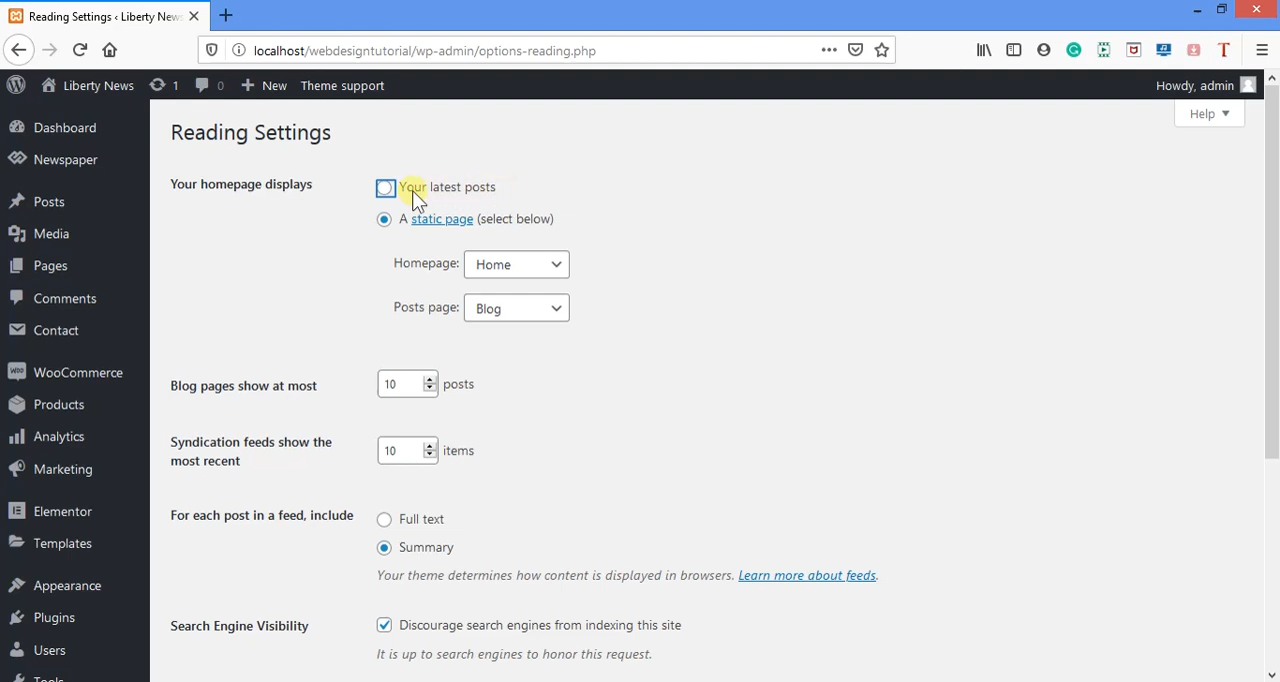 Reading Settings ‹ Liberty News
localhost/webdesigntutorial/wp-admin/options-reading.php
Liberty News 1 0 New Theme support Howdy, admin
Help
Dashboard
Newspaper
Posts
Media
Pages
Comments
Contact
WooCommerce
Products
Analytics
Marketing
Elementor
Templates
Appearance
Plugins
Users
Tools
Reading Settings
Your homepage displays
Your latest posts
A static page (select below)
Homepage: Home
Posts page: Blog
Blog pages show at most 10 posts
Syndication feeds show the
most recent
10 items
For each post in a feed, include
Full text
Summary
Your theme determines how content is displayed in browsers. Learn more about feeds.
Search Engine Visibility
Discourage search engines from indexing this site
It is up to search engines to honor this request.